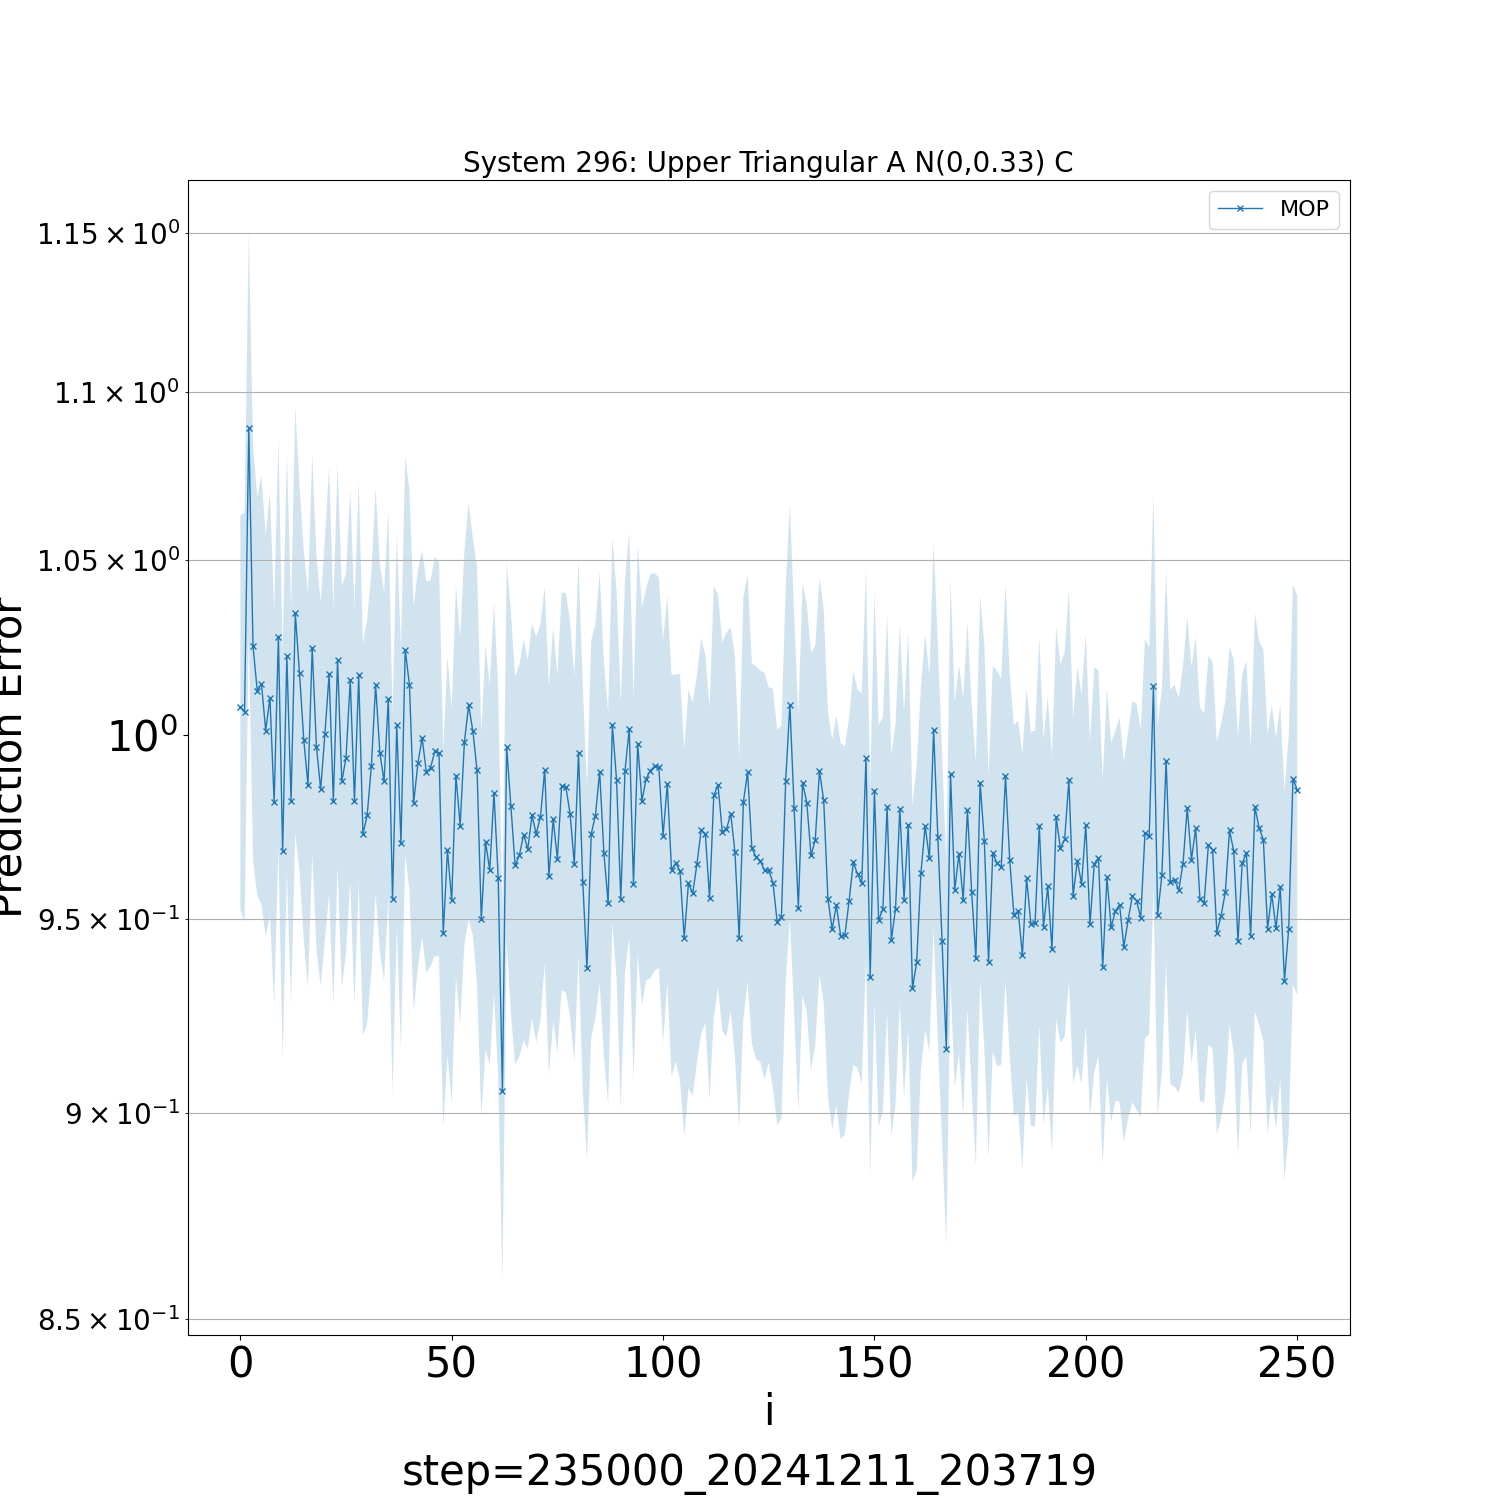 System 296: Upper Triangular A N(0,0.33) C
MOP
1.15 × 10⁰
1.1 × 10⁰
1.05 × 10⁰
10⁰
9.5 × 10⁻¹
9 × 10⁻¹
8.5 × 10⁻¹
Prediction Error
0 50 100 150 200 250
i
step=235000_20241211_203719